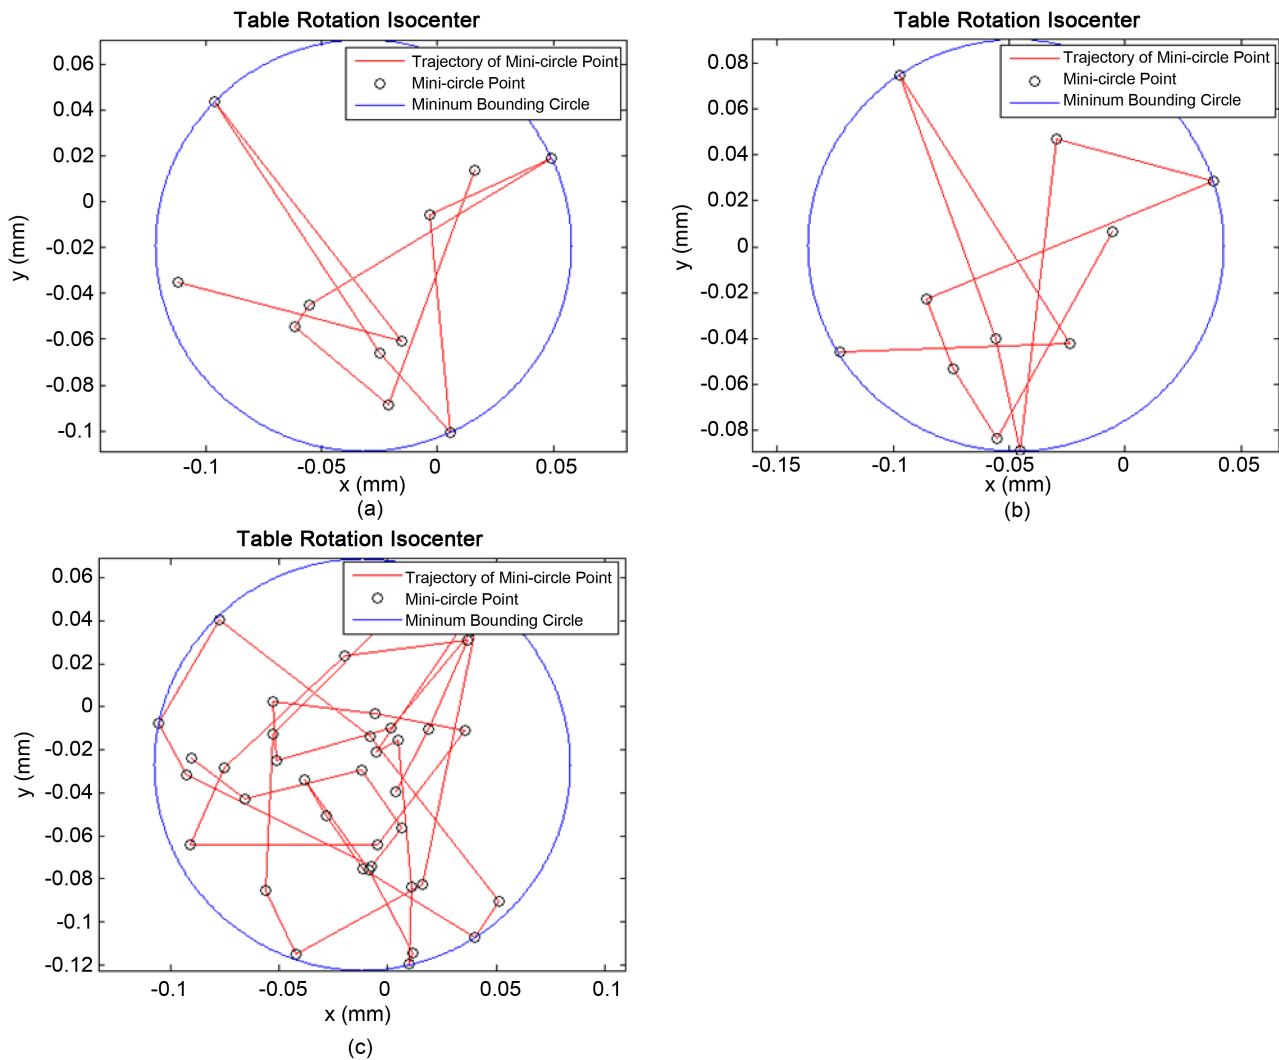 Table Rotation Isocenter
Trajectory of Mini-circle Point
Mini-circle Point
Mininum Bounding Circle
0.06
0.04
0.02
0
-0.02
-0.04
-0.06
-0.08
-0.1
y (mm)
-0.1
-0.05
0
0.05
x (mm)
(a)
Table Rotation Isocenter
Trajectory of Mini-circle Point
Mini-circle Point
Mininum Bounding Circle
0.08
0.06
0.04
0.02
0
-0.02
-0.04
-0.06
-0.08
y (mm)
-0.15
-0.1
-0.05
0
0.05
x (mm)
(b)
Table Rotation Isocenter
Trajectory of Mini-circle Point
Mini-circle Point
Mininum Bounding Circle
0.06
0.04
0.02
0
-0.02
-0.04
-0.06
-0.08
-0.1
-0.12
y (mm)
-0.1
-0.05
0
0.05
0.1
x (mm)
(c)